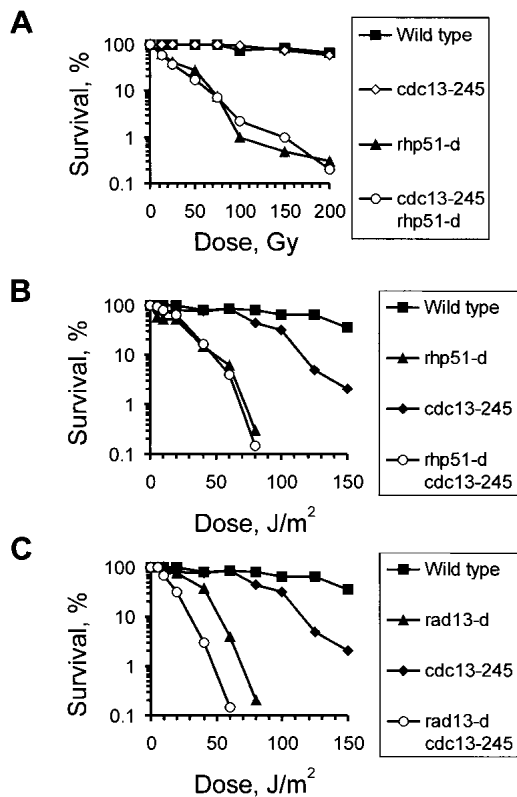 A
Survival, %
100
10
1
0.1
0 50 100 150 200
Dose, Gy
Wild type
cdc13-245
rhp51-d
cdc13-245
rhp51-d
B
Survival, %
100
10
1
0.1
0 50 100 150
Dose, J/m²
Wild type
rhp51-d
cdc13-245
rhp51-d
cdc13-245
C
Survival, %
100
10
1
0.1
0 50 100 150
Dose, J/m²
Wild type
rad13-d
cdc13-245
rad13-d
cdc13-245